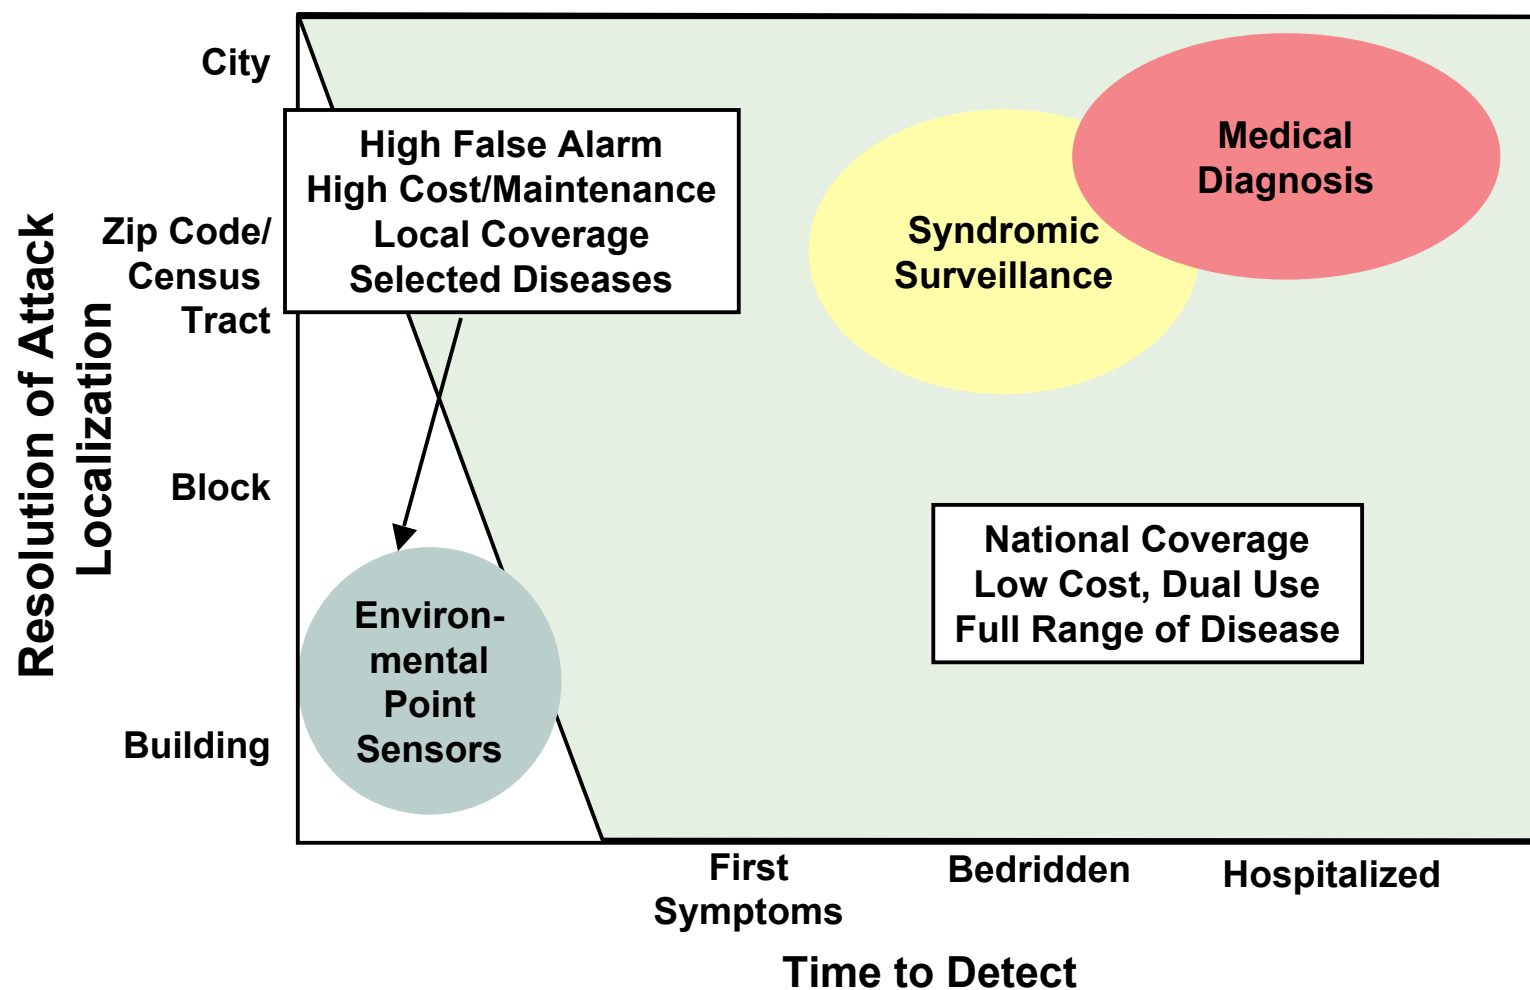 Resolution of Attack
Localization
City
Zip Code/
Census
Tract
Block
Building
High False Alarm
High Cost/Maintenance
Local Coverage
Selected Diseases
Environ-
mental
Point
Sensors
Syndromic
Surveillance
Medical
Diagnosis
National Coverage
Low Cost, Dual Use
Full Range of Disease
First
Symptoms
Bedridden
Hospitalized
Time to Detect